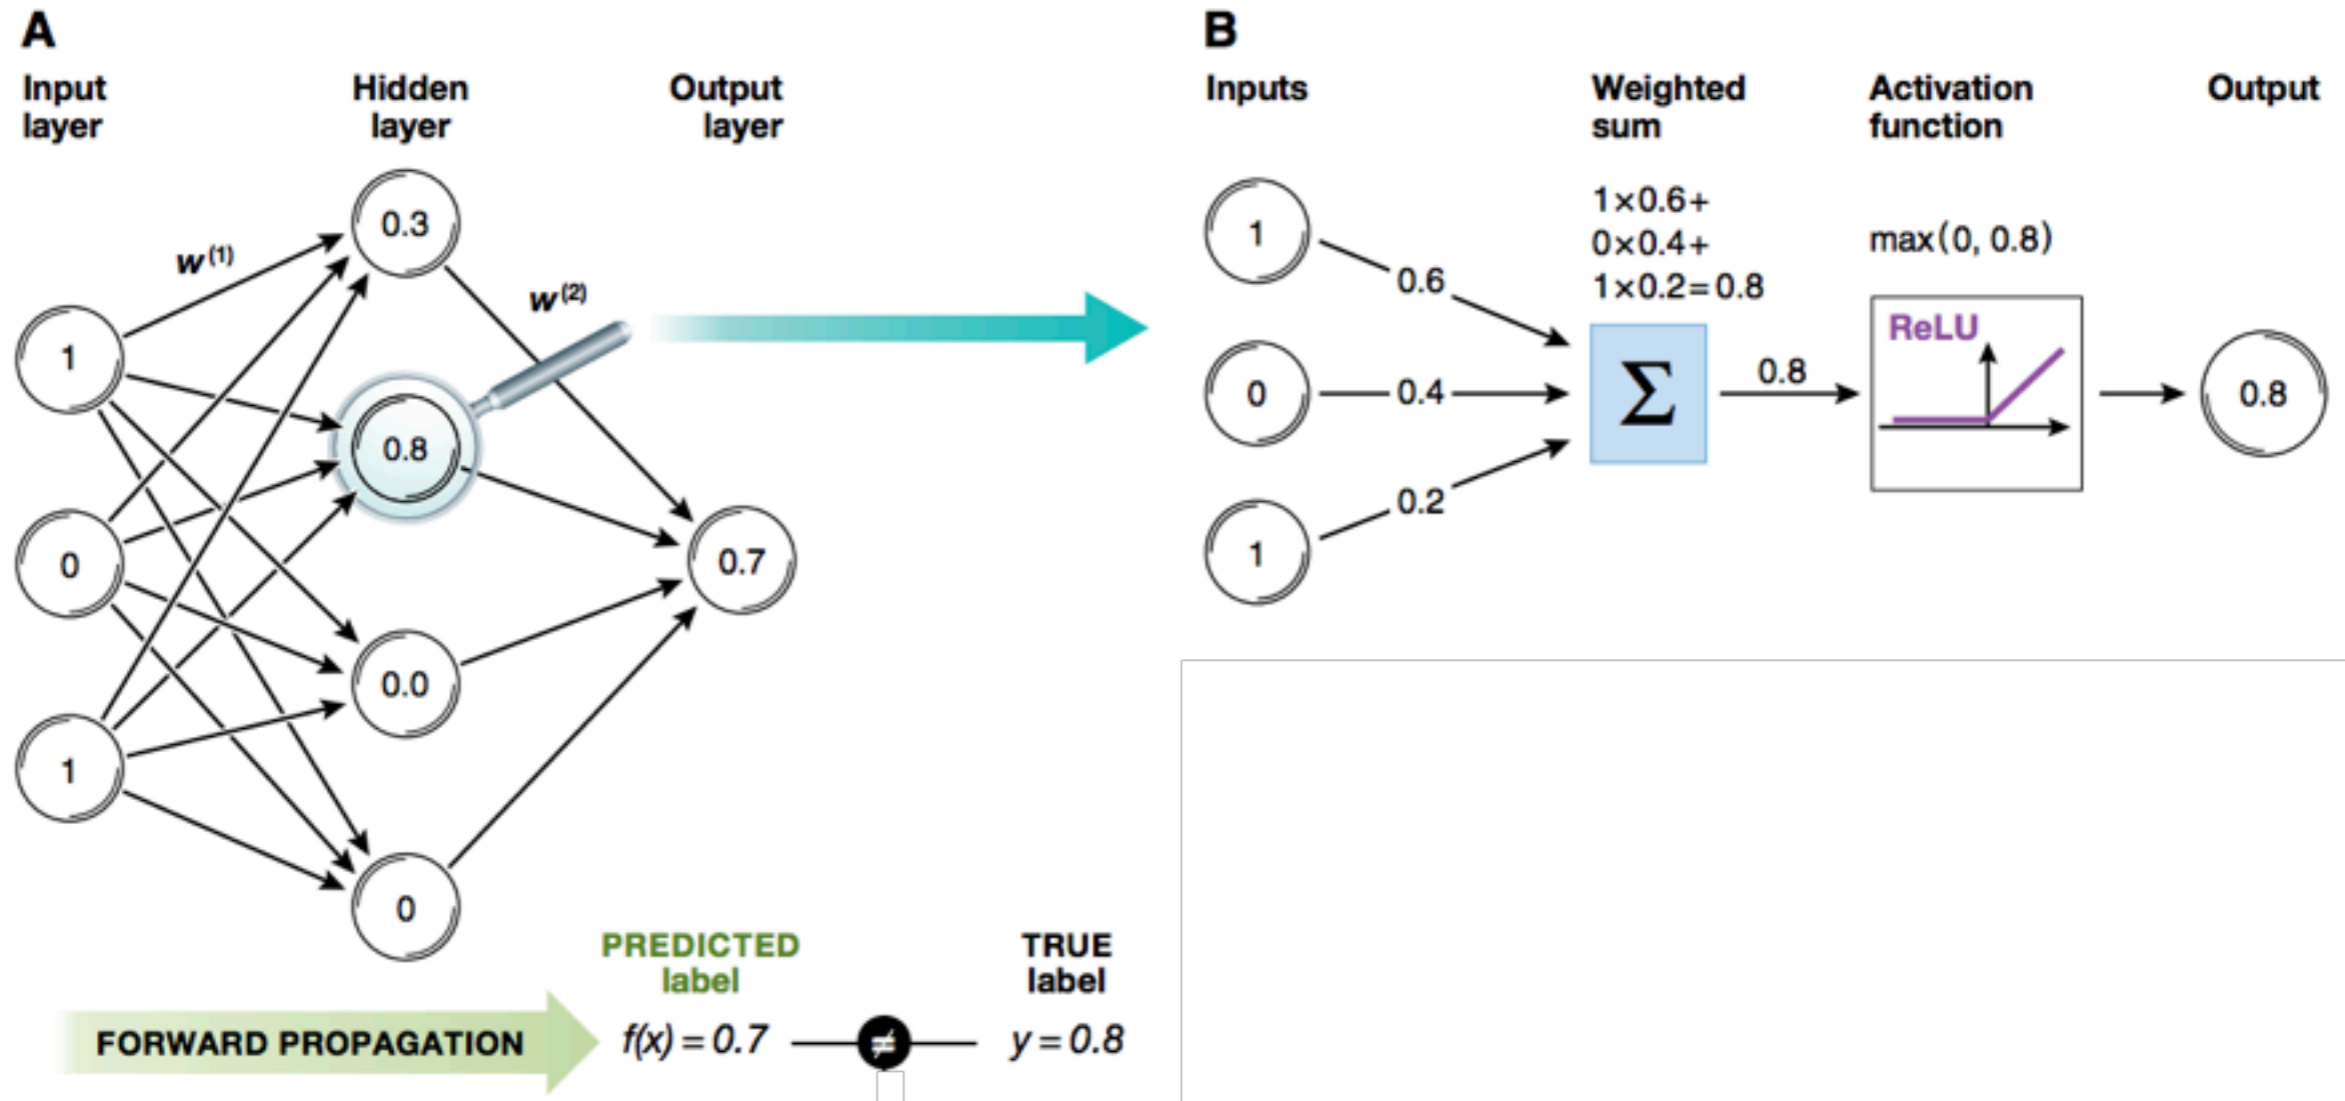 A
Input
layer
Hidden
layer
Output
layer
w(1)
w(2)
1
0
1
0.3
0.8
0.0
0
0.7
FORWARD PROPAGATION
PREDICTED
label
f(x) = 0.7
≠
TRUE
label
y = 0.8
B
Inputs
Weighted
sum
Activation
function
Output
1
0
1
0.6
0.4
0.2
1×0.6+
0×0.4+
1×0.2=0.8
Σ
0.8
max(0, 0.8)
ReLU
0.8